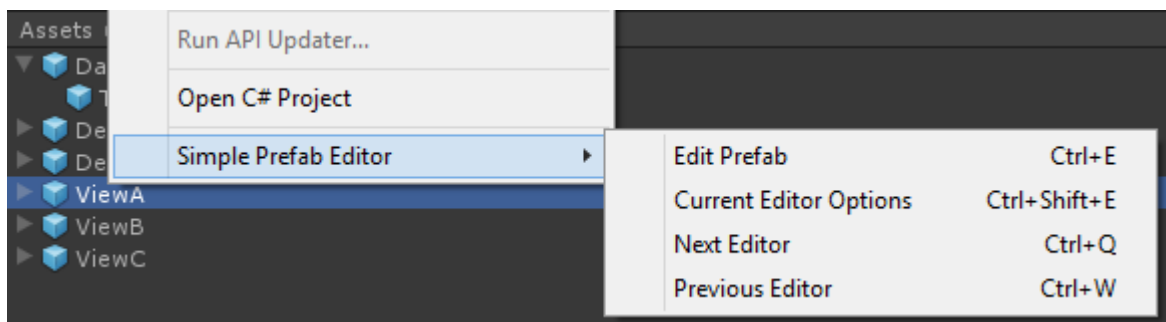 Assets
Run API Updater...
Open C# Project
Simple Prefab Editor
Edit Prefab Ctrl+E
Current Editor Options Ctrl+Shift+E
Next Editor Ctrl+Q
Previous Editor Ctrl+W
ViewA
ViewB
ViewC